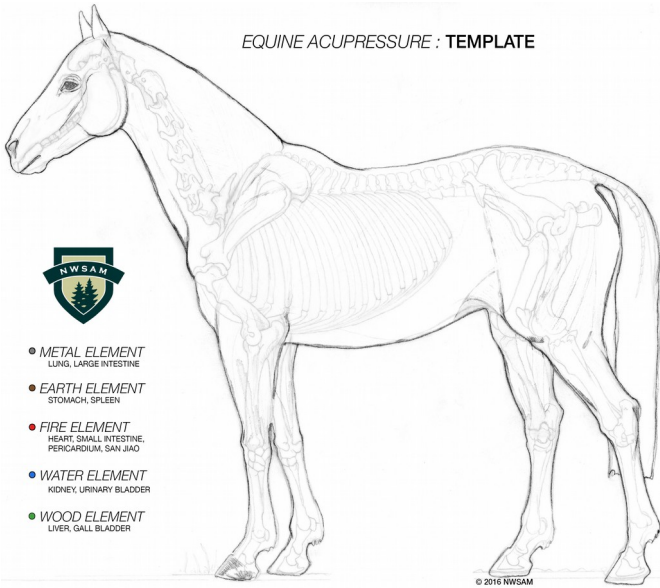 EQUINE ACUPRESSURE : TEMPLATE
NWSAM
METAL ELEMENT
LUNG, LARGE INTESTINE
EARTH ELEMENT
STOMACH, SPLEEN
FIRE ELEMENT
HEART, SMALL INTESTINE,
PERICARDIUM, SAN JIAO
WATER ELEMENT
KIDNEY, URINARY BLADDER
WOOD ELEMENT
LIVER, GALL BLADDER
© 2016 NWSAM